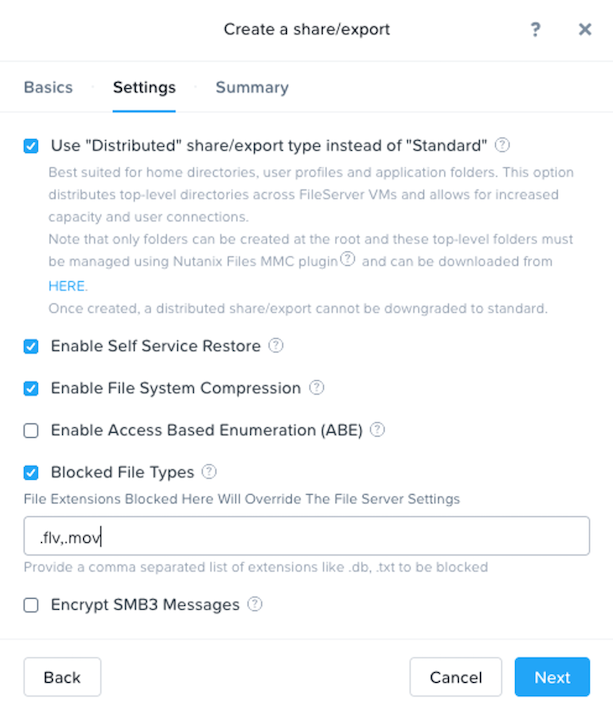 Create a share/export ? ×
Basics · Settings · Summary
Use "Distributed" share/export type instead of "Standard" ?
Best suited for home directories, user profiles and application folders. This option
distributes top-level directories across FileServer VMs and allows for increased
capacity and user connections.
Note that only folders can be created at the root and these top-level folders must
be managed using Nutanix Files MMC plugin ? and can be downloaded from
HERE.
Once created, a distributed share/export cannot be downgraded to standard.
Enable Self Service Restore ?
Enable File System Compression ?
Enable Access Based Enumeration (ABE) ?
Blocked File Types ?
File Extensions Blocked Here Will Override The File Server Settings
.flv,.mov
Provide a comma separated list of extensions like .db, .txt to be blocked
Encrypt SMB3 Messages ?
Back Cancel Next